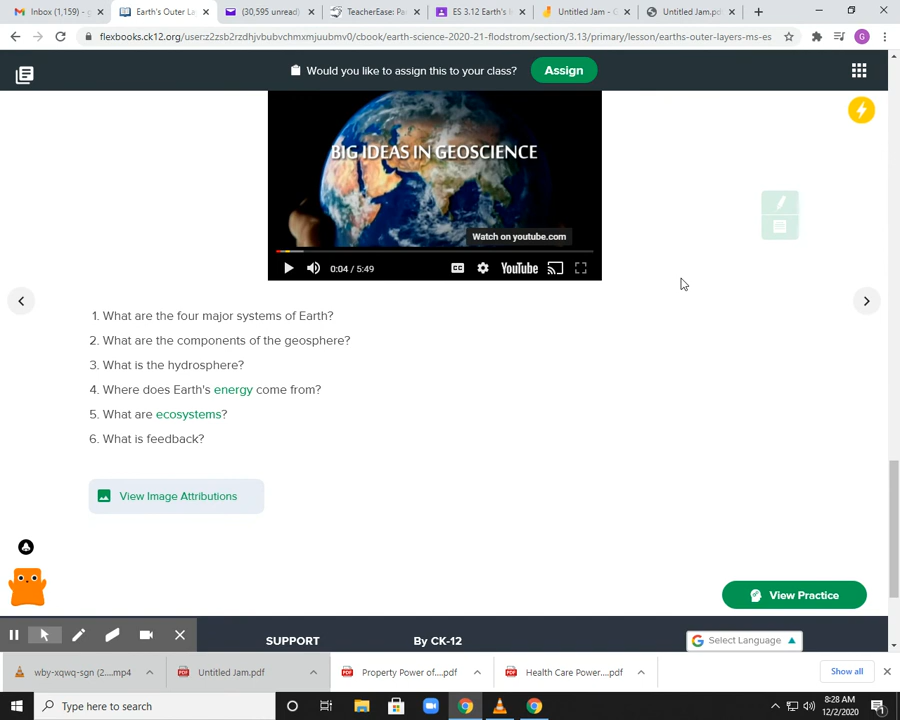 Inbox (1,159) - g
Earth's Outer La
(30,595 unread)
TeacherEase: Pa
ES 3.12 Earth's I
Untitled Jam - G
Untitled Jam.pd
flexbooks.ck12.org/user:z2zsb2rzdhjvbubvchmxmjuubmv0/cbook/earth-science-2020-21-flodstrom/section/3.13/primary/lesson/earths-outer-layers-ms-es
G
Would you like to assign this to your class?
Assign
BIG IDEAS IN GEOSCIENCE
Watch on youtube.com
0:04 / 5:49
CC
YouTube
1. What are the four major systems of Earth?
2. What are the components of the geosphere?
3. What is the hydrosphere?
4. Where does Earth's energy come from?
5. What are ecosystems?
6. What is feedback?
View Image Attributions
View Practice
SUPPORT
By CK-12
G Select Language
wby-xqwq-sgn (2....mp4
Untitled Jam.pdf
Property Power of....pdf
Health Care Power....pdf
Show all
Type here to search
8:28 AM
12/2/2020
1